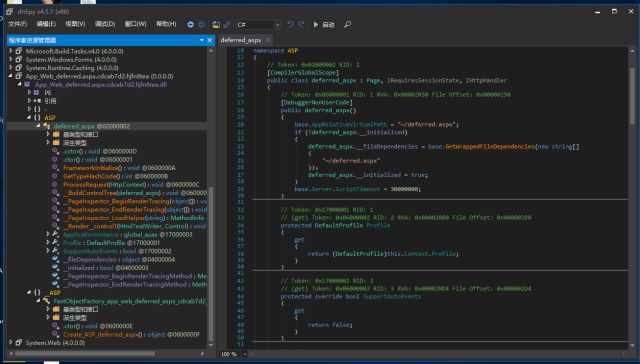 dnSpy v4.5.1 (x86)
文件(F) 编辑(E) 视图(V) 调试(D) 窗口(W) 帮助(H) C# 启动
程序集资源管理器
Microsoft.Build.Tasks.v4.0 (4.0.0.0)
System.Windows.Forms (4.0.0.0)
System.Runtime.Caching (4.0.0.0)
App_Web_deferred.aspx.cdcab7d2.hjfn6tea (0.0.0.0)
App_Web_deferred.aspx.cdcab7d2.hjfn6tea.dll
PE
引用
{ } -
{ } ASP
deferred_aspx @02000002
基类型和接口
派生类型
.cctor() : void @0600000D
.ctor() : void @06000001
FrameworkInitialize() : void @0600000A
GetTypeHashCode() : int @0600000B
ProcessRequest(HttpContext) : void @0600000C
__BuildControlTree(deferred_aspx) : void @
__PageInspector_BeginRenderTracing(object[]) : vo
__PageInspector_EndRenderTracing(object[]) : void
__PageInspector_LoadHelper(string) : MethodInfo
__Render__control1(HtmlTextWriter, Control) : void
ApplicationInstance : global_asax @17000003
Profile : DefaultProfile @17000001
SupportAutoEvents : bool @17000002
__fileDependencies : object @04000004
__initialized : bool @04000003
__PageInspector_BeginRenderTracingMethod : Me
__PageInspector_EndRenderTracingMethod : Meth
{ } __ASP
FastObjectFactory_app_web_deferred_aspx_cdcab7d2
基类型和接口
派生类型
.ctor() : void @0600000E
Create_ASP_deferred_aspx() : object @0600000F
System.Web (4.0.0.0)
deferred_aspx
10 namespace ASP
11 {
12 // Token: 0x02000002 RID: 2
13 [CompilerGlobalScope]
14 public class deferred_aspx : Page, IRequiresSessionState, IHttpHandler
15 {
16 // Token: 0x06000001 RID: 1 RVA: 0x00002050 File Offset: 0x00000250
17 [DebuggerNonUserCode]
18 public deferred_aspx()
19 {
20 base.AppRelativeVirtualPath = "~/deferred.aspx";
21 if (!deferred_aspx.__initialized)
22 {
23 deferred_aspx.__fileDependencies = base.GetWrappedFileDependencies(new string[]
24 {
25 "~/deferred.aspx"
26 });
27 deferred_aspx.__initialized = true;
28 }
29 base.Server.ScriptTimeout = 30000000;
30 }
31
32 // Token: 0x17000001 RID: 1
33 // (get) Token: 0x06000002 RID: 2 RVA: 0x000020B0 File Offset: 0x000002B0
34 protected DefaultProfile Profile
35 {
36 get
37 {
38 return (DefaultProfile)this.Context.Profile;
39 }
40 }
41
42 // Token: 0x17000002 RID: 2
43 // (get) Token: 0x06000003 RID: 3 RVA: 0x000020D4 File Offset: 0x000002D4
44 protected override bool SupportAutoEvents
45 {
46 get
47 {
48 return false;
49 }
50 }
100 %